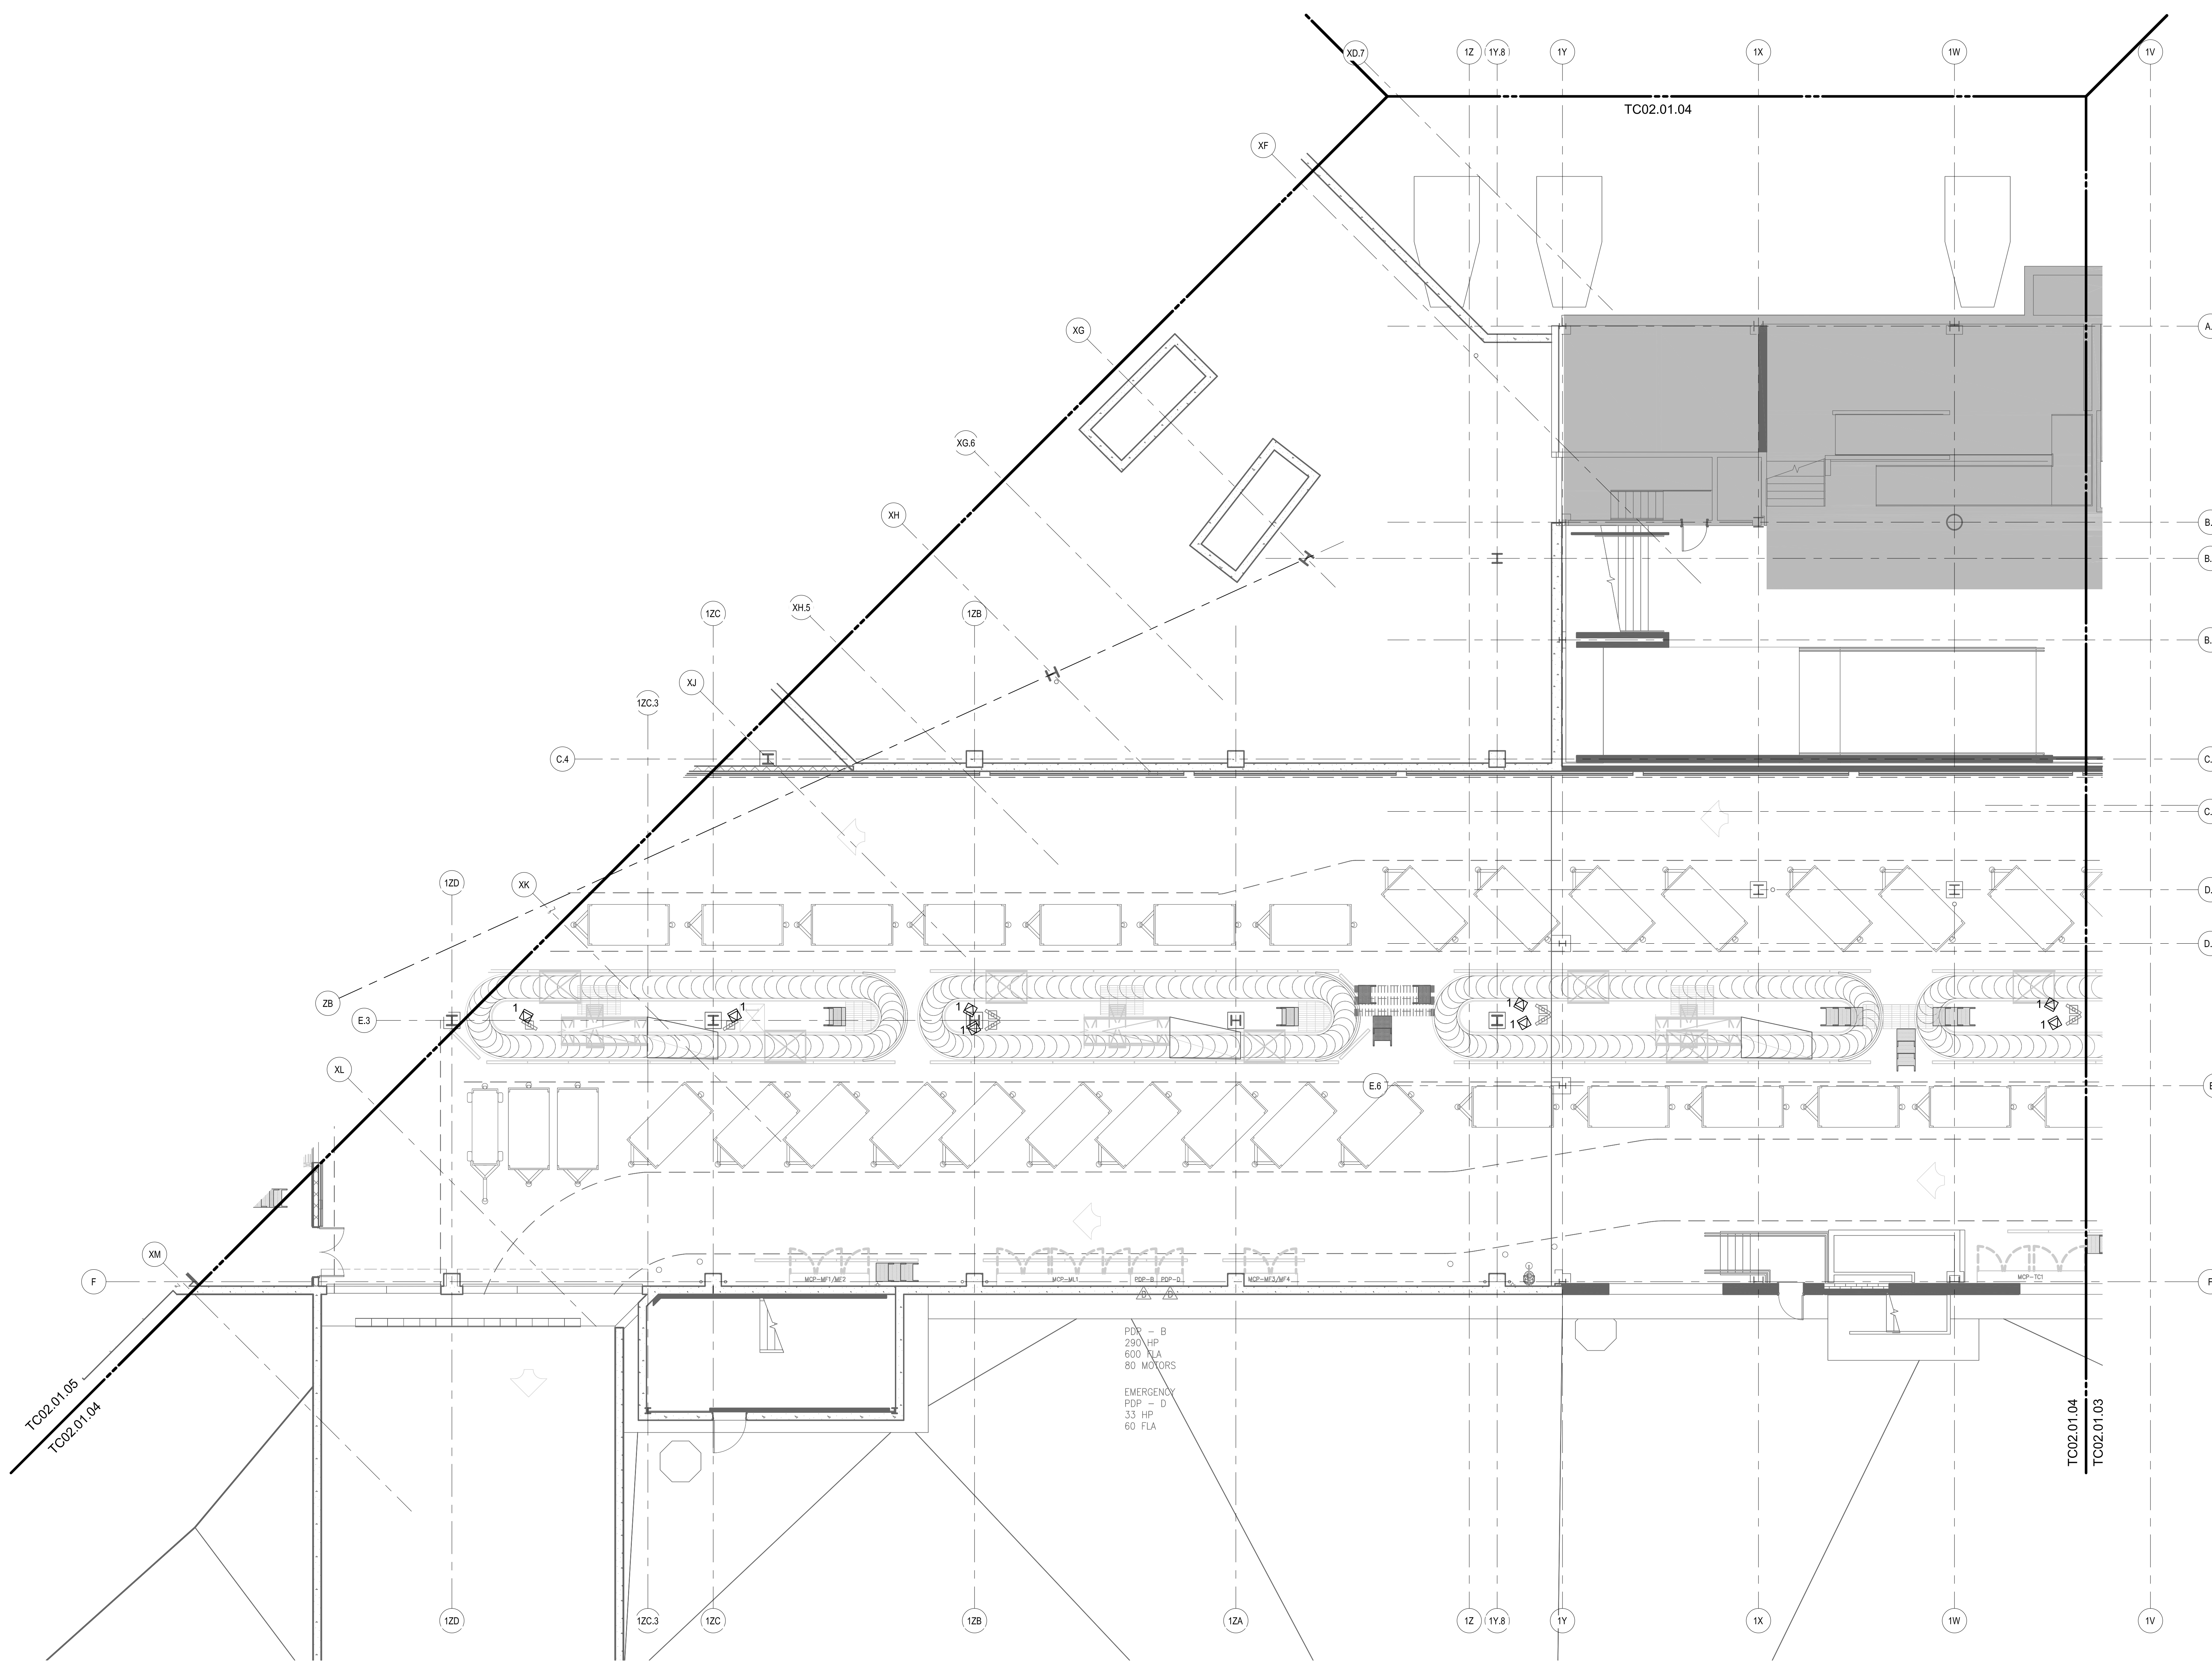 XD.7
1Z
1Y.8
1Y
1X
1W
1V
TC02.01.04
XF
XG
A.
XG.6
XH
B.
B.
XH.5
1ZC
1ZB
B.
XJ
1ZC.3
C.4
C.
C.
1ZD
XK
D.
D.
ZB
E.3
1
1
1
1
1
1
1
1
XL
E.6
E
XM
F
MCP-MF1/MF2
MCP-ML1
PDP-B
PDP-D
MCP-MF3/MF4
MCP-TC1
F
PDP - B
290 HP
600 FLA
80 MOTORS
EMERGENCY
PDP - D
33 HP
60 FLA
TC02.01.05
TC02.01.04
TC02.01.04
TC02.01.03
1ZD
1ZC.3
1ZC
1ZB
1ZA
1Z
1Y.8
1Y
1X
1W
1V